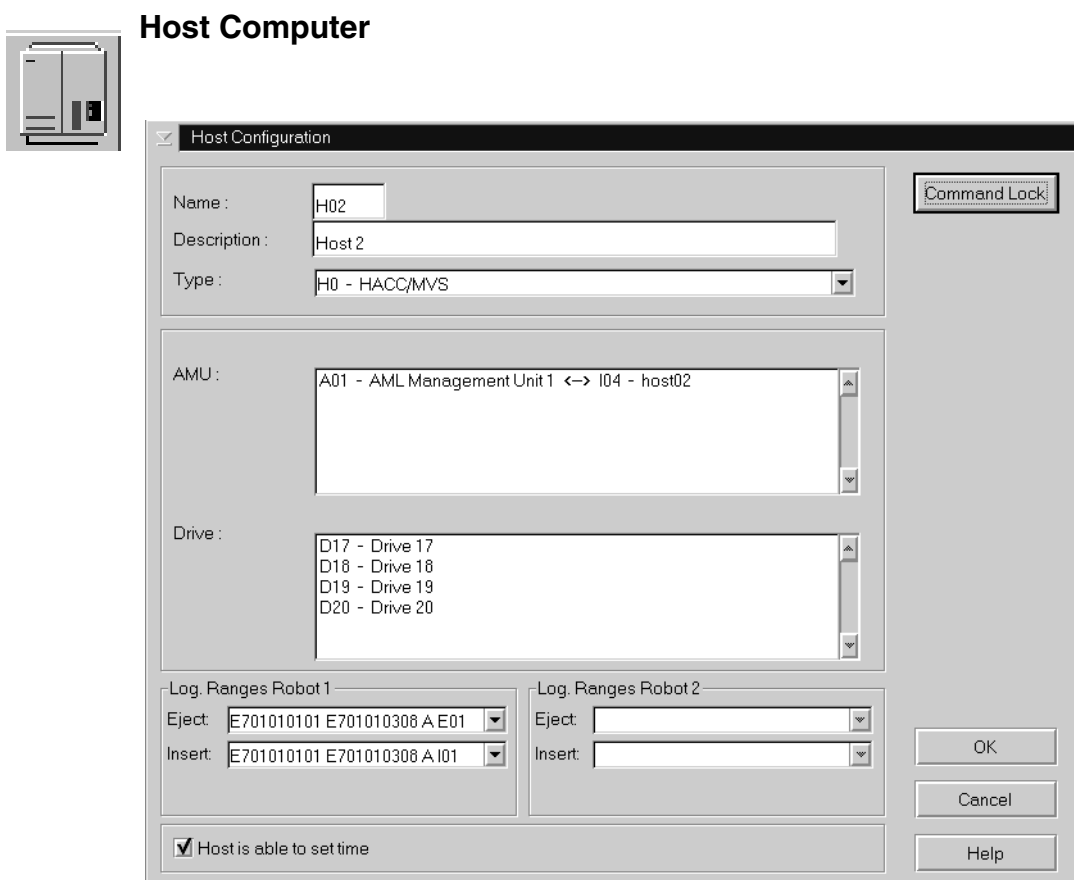 Host Computer
Host Configuration
Command Lock
Name :
H02
Description :
Host 2
Type :
H0 - HACC/MVS
AMU :
A01 - AML Management Unit 1 <-> I04 - host02
Drive :
D17 - Drive 17
D18 - Drive 18
D19 - Drive 19
D20 - Drive 20
Log. Ranges Robot 1
Eject:
E701010101 E701010308 A E01
Insert:
E701010101 E701010308 A I01
Log. Ranges Robot 2
Eject:
Insert:
Host is able to set time
OK
Cancel
Help